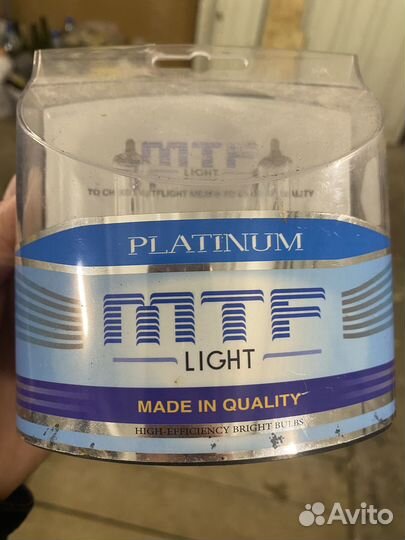 MTF
LIGHT
PLATINUM
MTF
LIGHT
MADE IN QUALITY
HIGH-EFFICIENCY BRIGHT BULBS
Avito